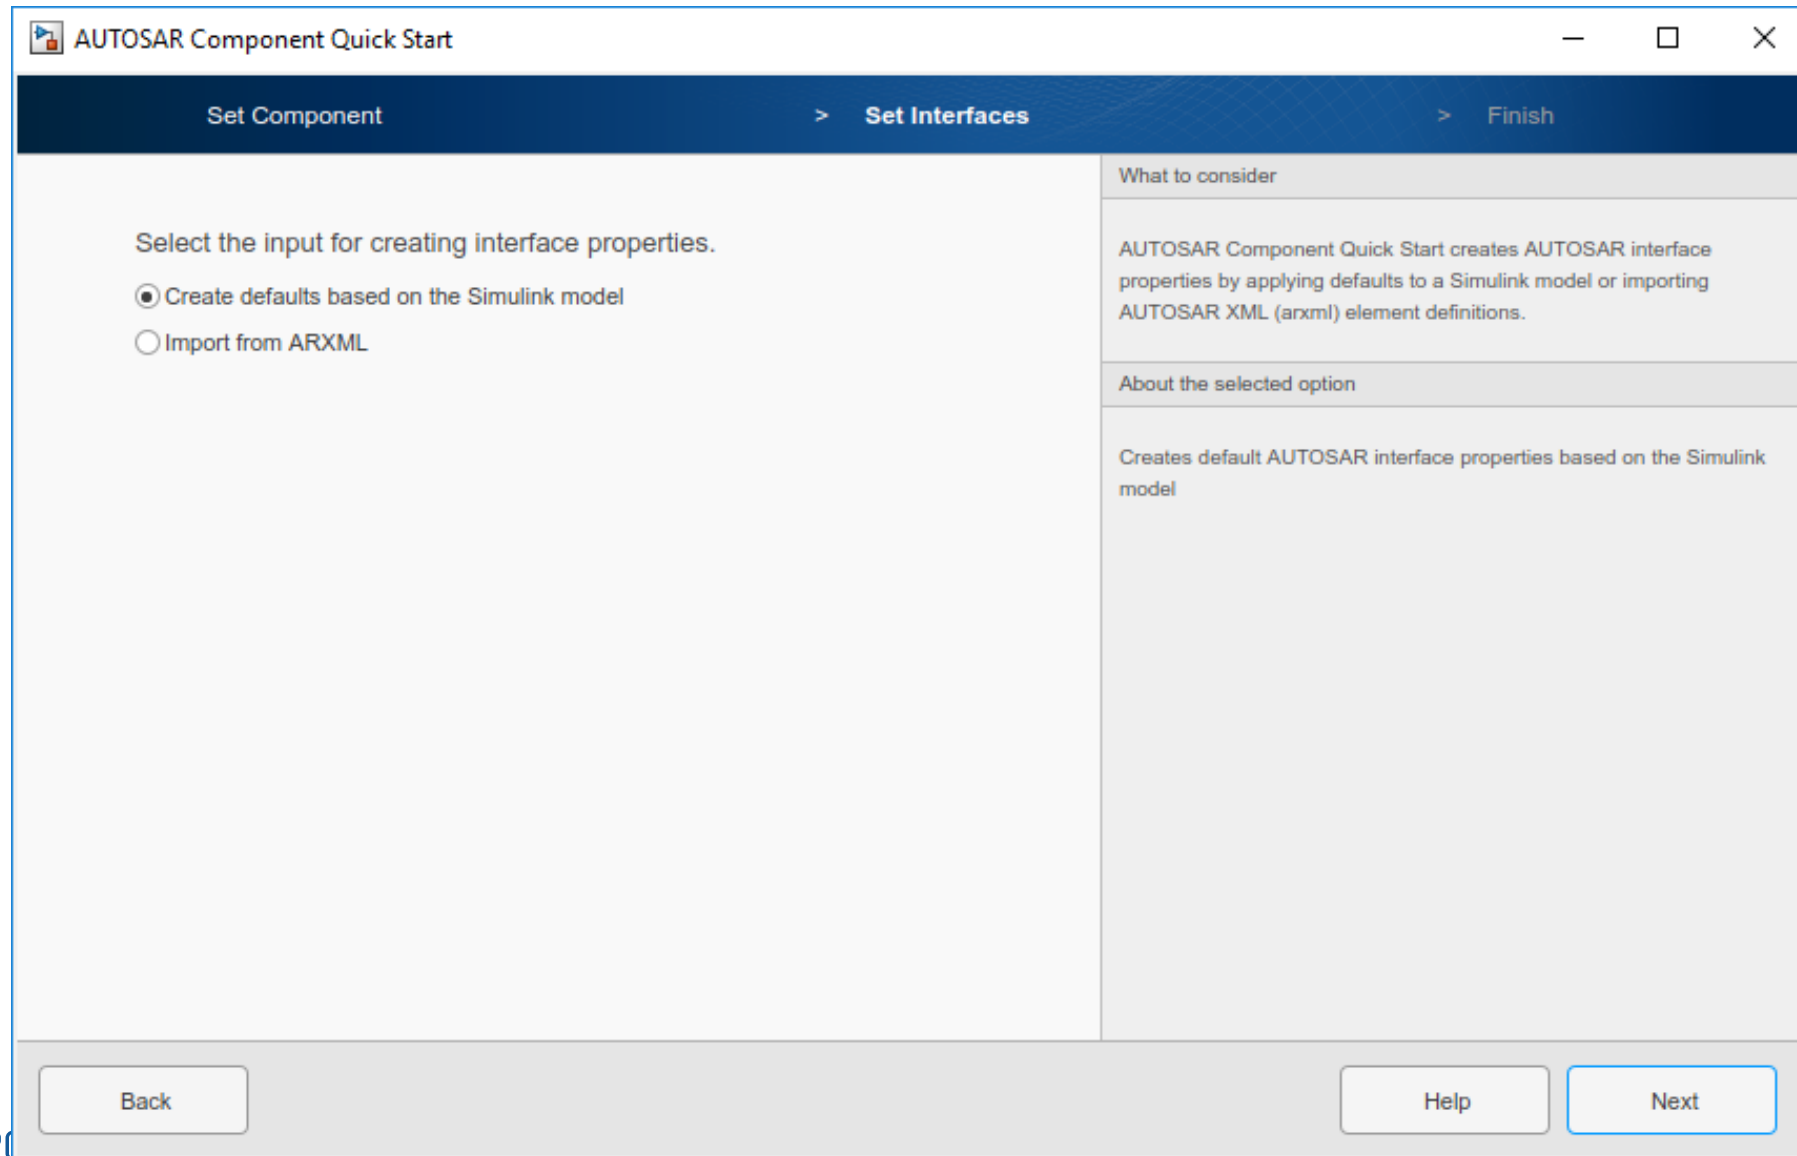 AUTOSAR Component Quick Start
Set Component > Set Interfaces > Finish
Select the input for creating interface properties.
Create defaults based on the Simulink model
Import from ARXML
What to consider
AUTOSAR Component Quick Start creates AUTOSAR interface
properties by applying defaults to a Simulink model or importing
AUTOSAR XML (arxml) element definitions.
About the selected option
Creates default AUTOSAR interface properties based on the Simulink
model
Back
Help
Next